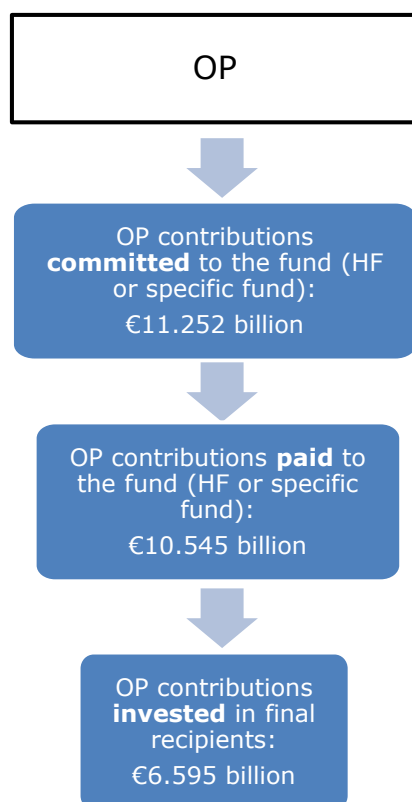 OP
OP contributions
committed to the fund (HF
or specific fund):
€11.252 billion
OP contributions paid to
the fund (HF or specific
fund):
€10.545 billion
OP contributions
invested in final
recipients:
€6.595 billion